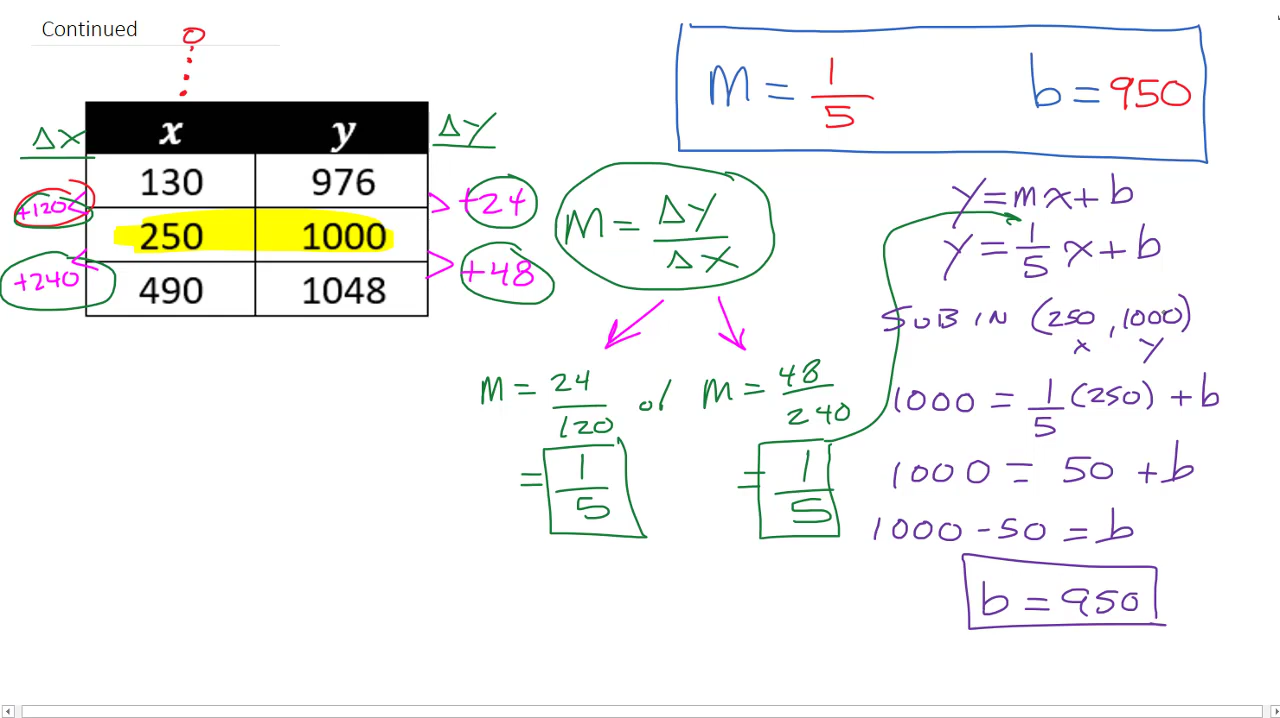 Continued
0
ΔX
x y
ΔY
130 976
250 1000
490 1048
+120
+240
+24
+48
M = 1/5 b = 950
M = ΔY/ΔX
M = 24/120 or M = 48/240
= 1/5 = 1/5
y = mx + b
y = 1/5 x + b
SUB IN (250, 1000)
x y
1000 = 1/5 (250) + b
1000 = 50 + b
1000 - 50 = b
b = 950